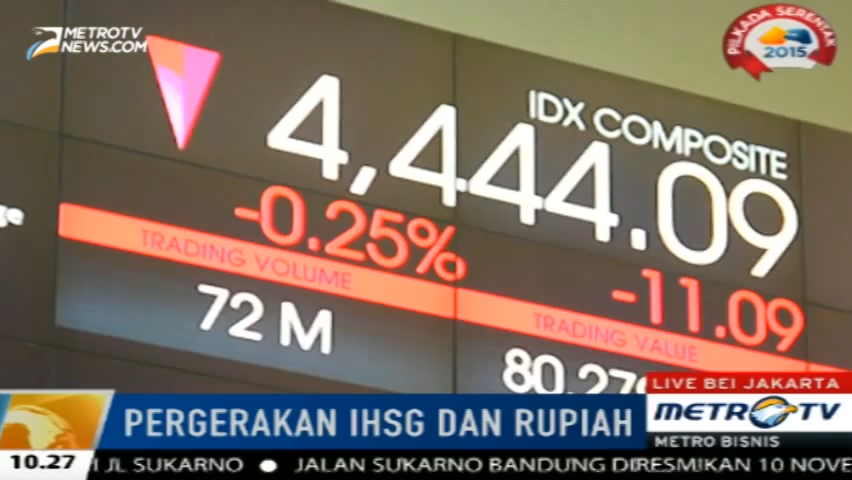 METROTV
NEWS.COM
PILKADA SERENTAK
2015
IDX COMPOSITE
4,444.09
-0.25%
-11.09
TRADING VOLUME
TRADING VALUE
72 M
80.279
LIVE BEI JAKARTA
PERGERAKAN IHSG DAN RUPIAH
METROTV
METRO BISNIS
10.27
H JL SUKARNO ● JALAN SUKARNO BANDUNG DIRESMIKAN 10 NOVE